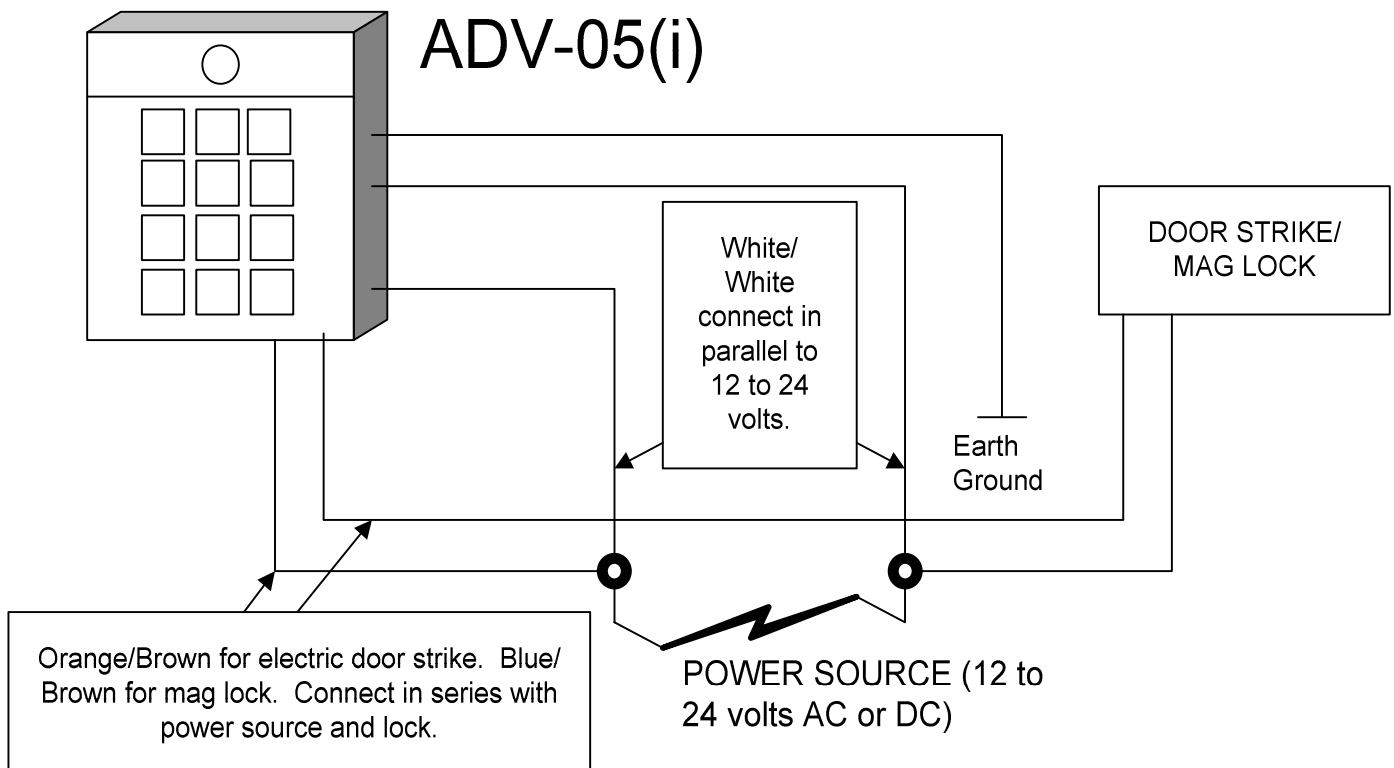 ADV-05(i)
White/
White
connect in
parallel to
12 to 24
volts.
DOOR STRIKE/
MAG LOCK
Earth
Ground
Orange/Brown for electric door strike.  Blue/
Brown for mag lock.  Connect in series with
power source and lock.
POWER SOURCE (12 to
24 volts AC or DC)